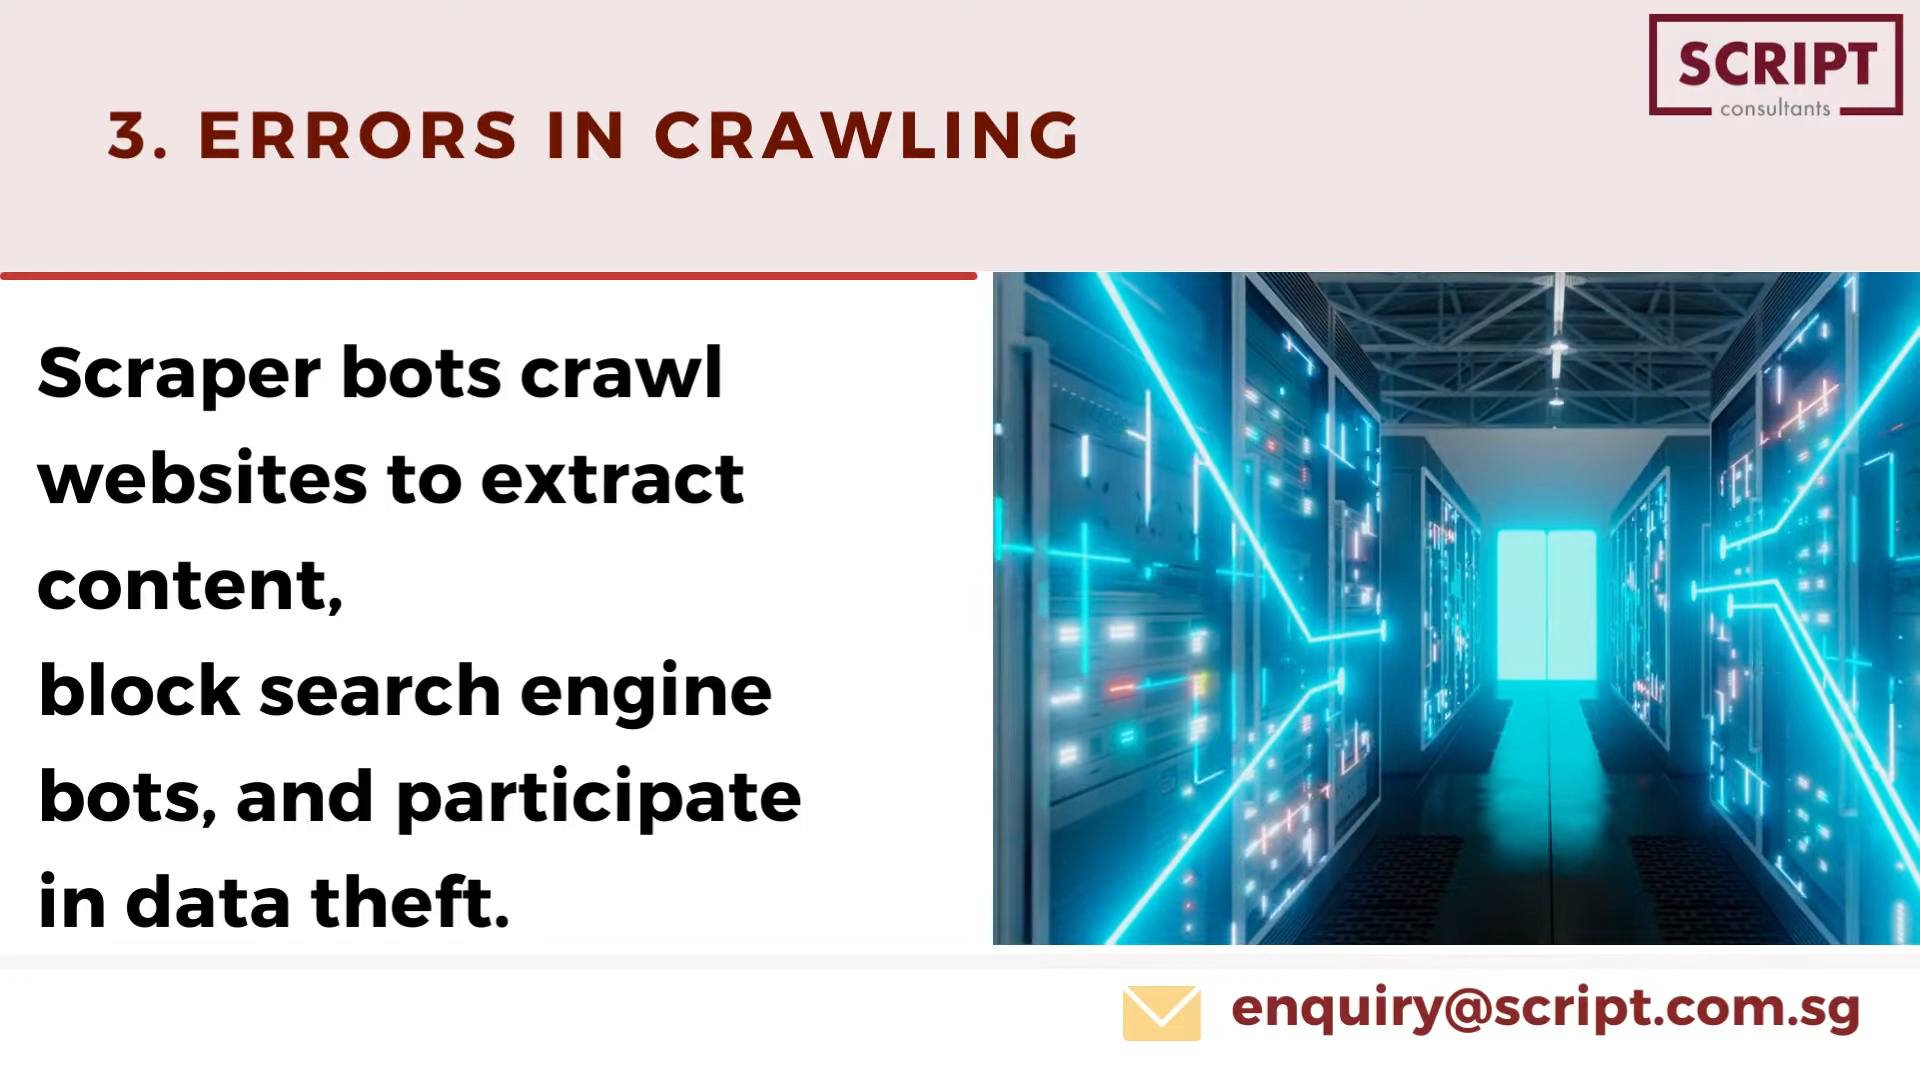 SCRIPT
consultants
3. ERRORS IN CRAWLING
Scraper bots crawl
websites to extract
content,
block search engine
bots, and participate
in data theft.
enquiry@script.com.sg